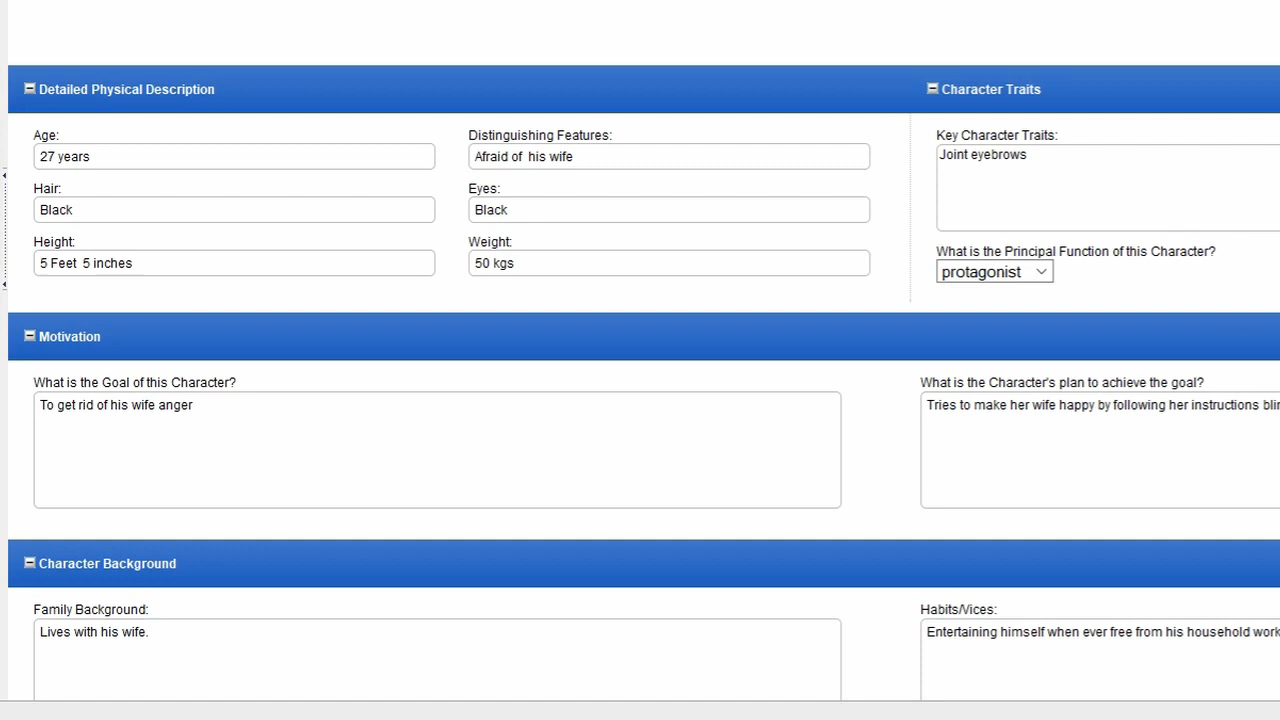 Detailed Physical Description
Character Traits
Age:
27 years
Distinguishing Features:
Afraid of his wife
Key Character Traits:
Joint eyebrows
Hair:
Black
Eyes:
Black
Height:
5 Feet 5 inches
Weight:
50 kgs
What is the Principal Function of this Character?
protagonist
Motivation
What is the Goal of this Character?
To get rid of his wife anger
What is the Character's plan to achieve the goal?
Tries to make her wife happy by following her instructions
Character Background
Family Background:
Lives with his wife.
Habits/Vices:
Entertaining himself when ever free from his household work